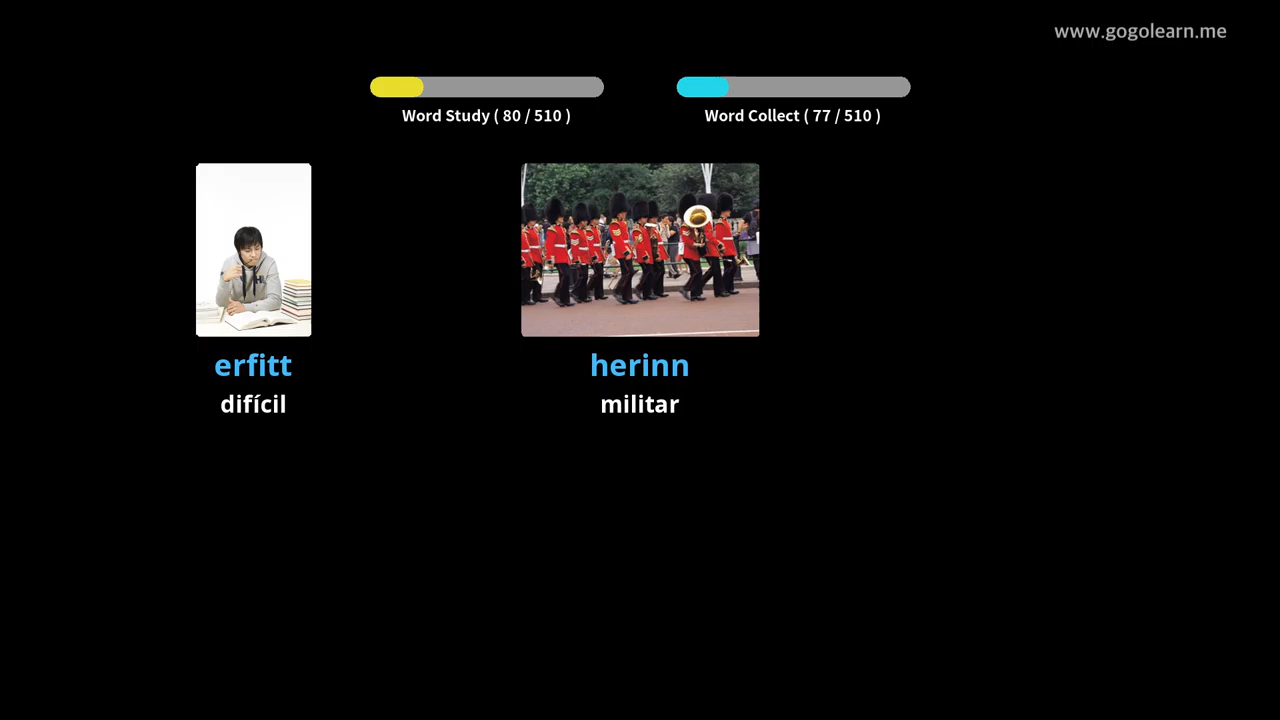 www.gogolearn.me
Word Study ( 80 / 510 )
Word Collect ( 77 / 510 )
erfitt
difícil
herinn
militar